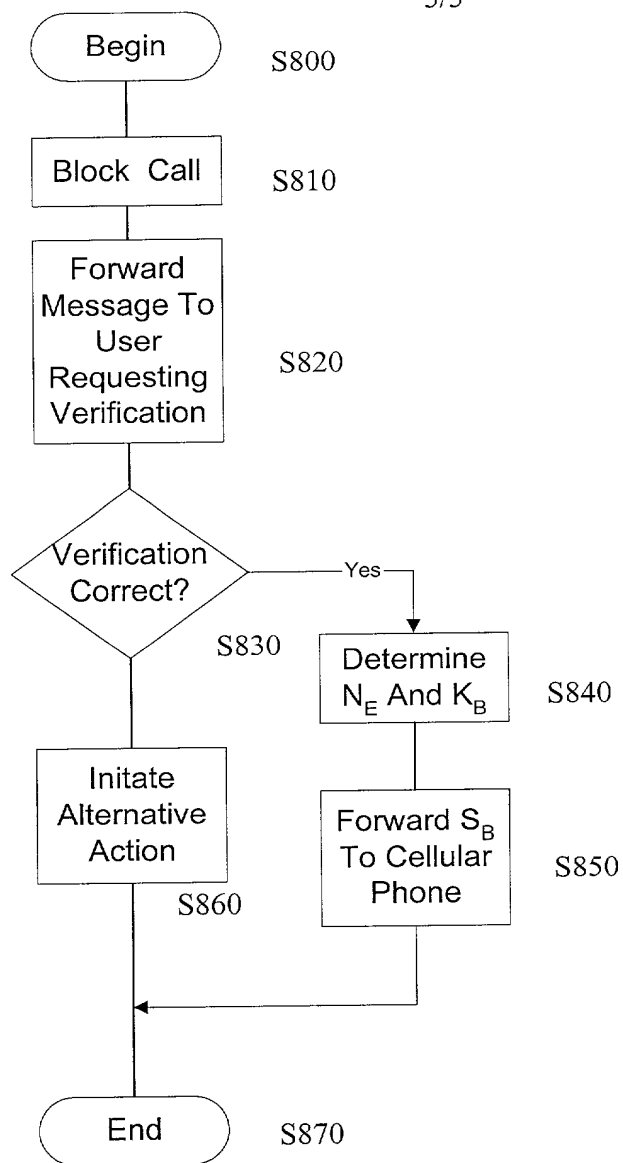 Begin
S800
Block Call
S810
Forward
Message To
User
Requesting
Verification
S820
Verification
Correct?
Yes
S830
Determine
N_E And K_B
S840
Initate
Alternative
Action
S860
Forward S_B
To Cellular
Phone
S850
End
S870